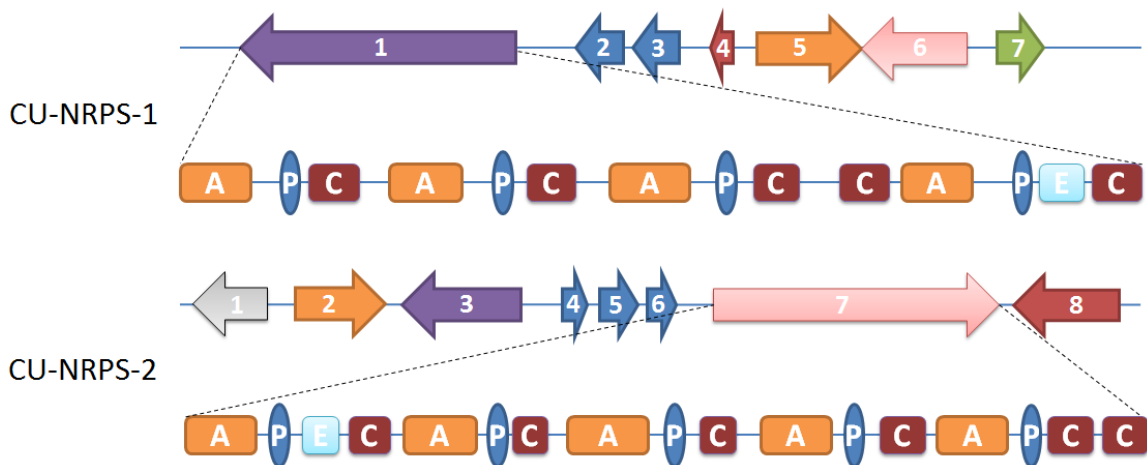 1 2 3 4 5 6 7
CU-NRPS-1
A P C A P C A P C C A P E C
1 2 3 4 5 6 7 8
CU-NRPS-2
A P E C A P C A P C A P C A P C C